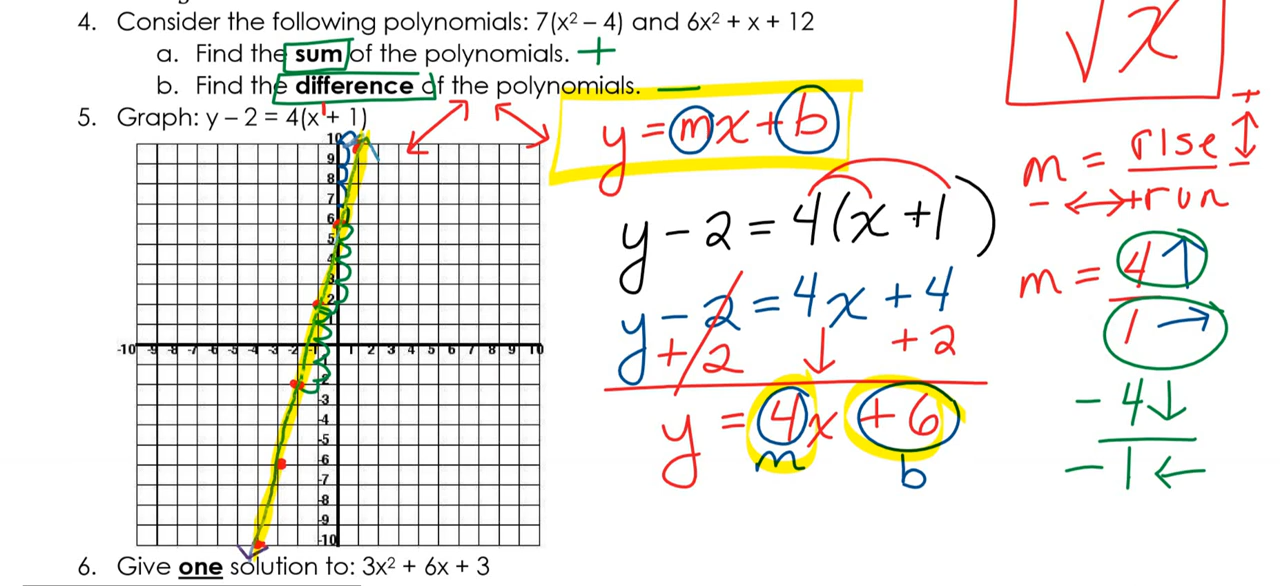 4. Consider the following polynomials: 7(x² – 4) and 6x² + x + 12
a. Find the sum of the polynomials. +
b. Find the difference of the polynomials. —
5. Graph: y – 2 = 4(x + 1)
√x
y = mx + b
m = rise + ↕ –
– ↔ + run
y - 2 = 4(x + 1)
y - 2 = 4x + 4
+ 2 ↓ + 2
y = 4x + 6
m b
m = 4↑
1 →
- 4↓
- 1 ←
10
9
8
7
6
5
4
3
2
-10 -9 -8 -7 -6 -5 -4 -3 -2 -1 1 2 3 4 5 6 7 8 9 10
-2
-3
-4
-5
-6
-7
-8
-9
-10
6. Give one solution to: 3x² + 6x + 3